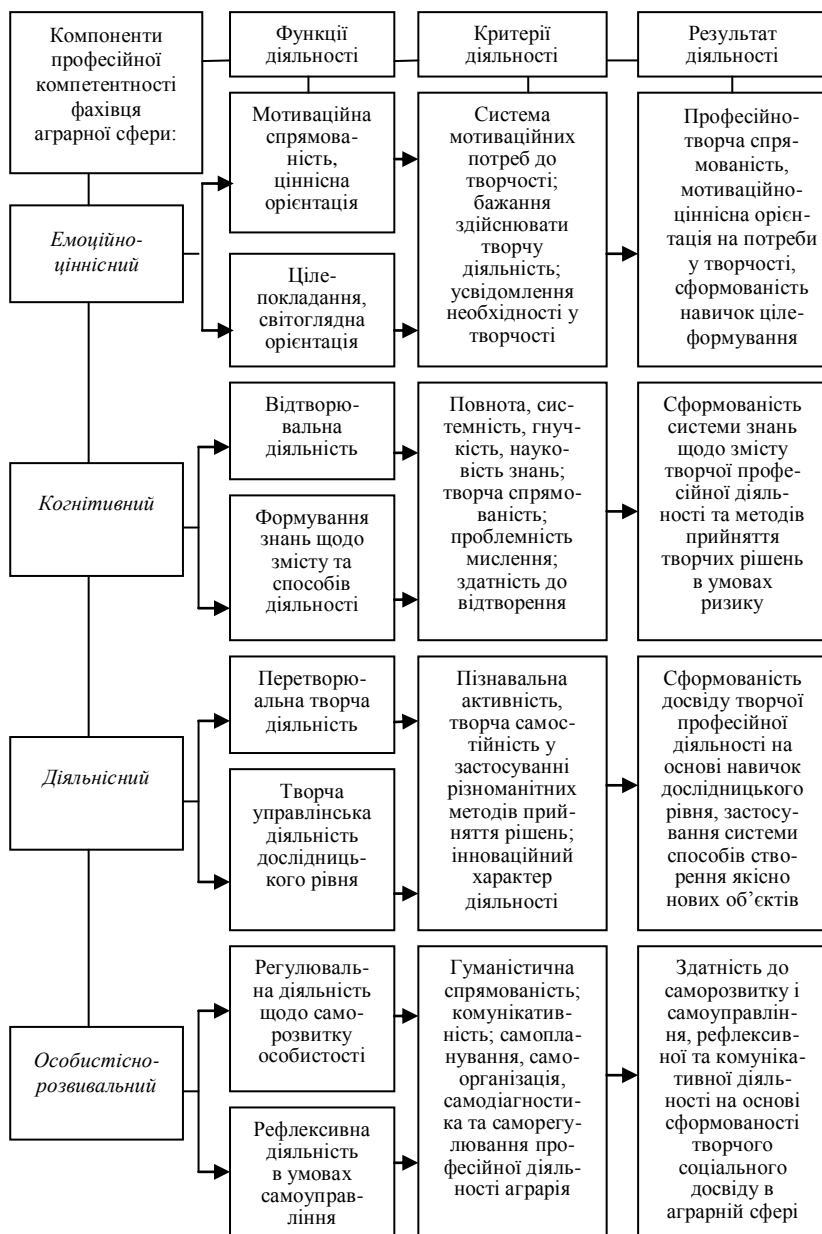 Компоненти
професійної
компетентності
фахівця
аграрної сфери:
Функції
діяльності
Критерії
діяльності
Результат
діяльності
Емоційно-
ціннісний
Мотиваційна
спрямова-
ність,
ціннісна
орієнтація
Ціле-
покладання,
світоглядна
орієнтація
Система
мотиваційних
потреб до
творчості;
бажання
здійснювати
творчу
діяльність;
усвідомлення
необхідності у
творчості
Професійно-
творча спря-
мованість,
мотиваційно-
ціннісна орієн-
тація на потреби
у творчості,
сформованість
навичок ціле-
формування
Когнітивний
Відтворю-
вальна
діяльність
Формування
знань щодо
змісту та
способів
діяльності
Повнота, сис-
темність, гнуч-
кість, науко-
вість знань;
творча спрямо-
ваність;
проблемність
мислення;
здатність до
відтворення
Сформованість
системи знань
щодо змісту
творчої профе-
сійної діяль-
ності та методів
прийняття
творчих рішень
в умовах
ризику
Діяльнісний
Перетворю-
альна творча
діяльність
Творча
управлінська
діяльність
дослідниць-
кого рівня
Пізнавальна
активність,
творча самос-
тійність у
застосуванні
різноманітних
методів прий-
няття рішень;
інноваційний
характер
діяльності
Сформованість
досвіду творчої
професійної
діяльності на
основі навичок
дослідницького
рівня, застосу-
вання системи
способів ство-
рення якісно
нових об’єктів
Особистісно-
розвивальний
Регулюваль-
на діяльність
щодо само-
розвитку
особистості
Рефлексивна
діяльність
в умовах
самоуправ-
ління
Гуманістична
спрямованість;
комунікатив-
ність; самопла-
нування, само-
організація,
самодіагности-
ка та саморегу-
лювання про-
фесійної діяль-
ності аграрія
Здатність до
саморозвитку і
самоуправлін-
ня, рефлексив-
ної та комуніка-
тивної діяль-
ності на основі
сформованості
творчого
соціального
досвіду в
аграрній сфері